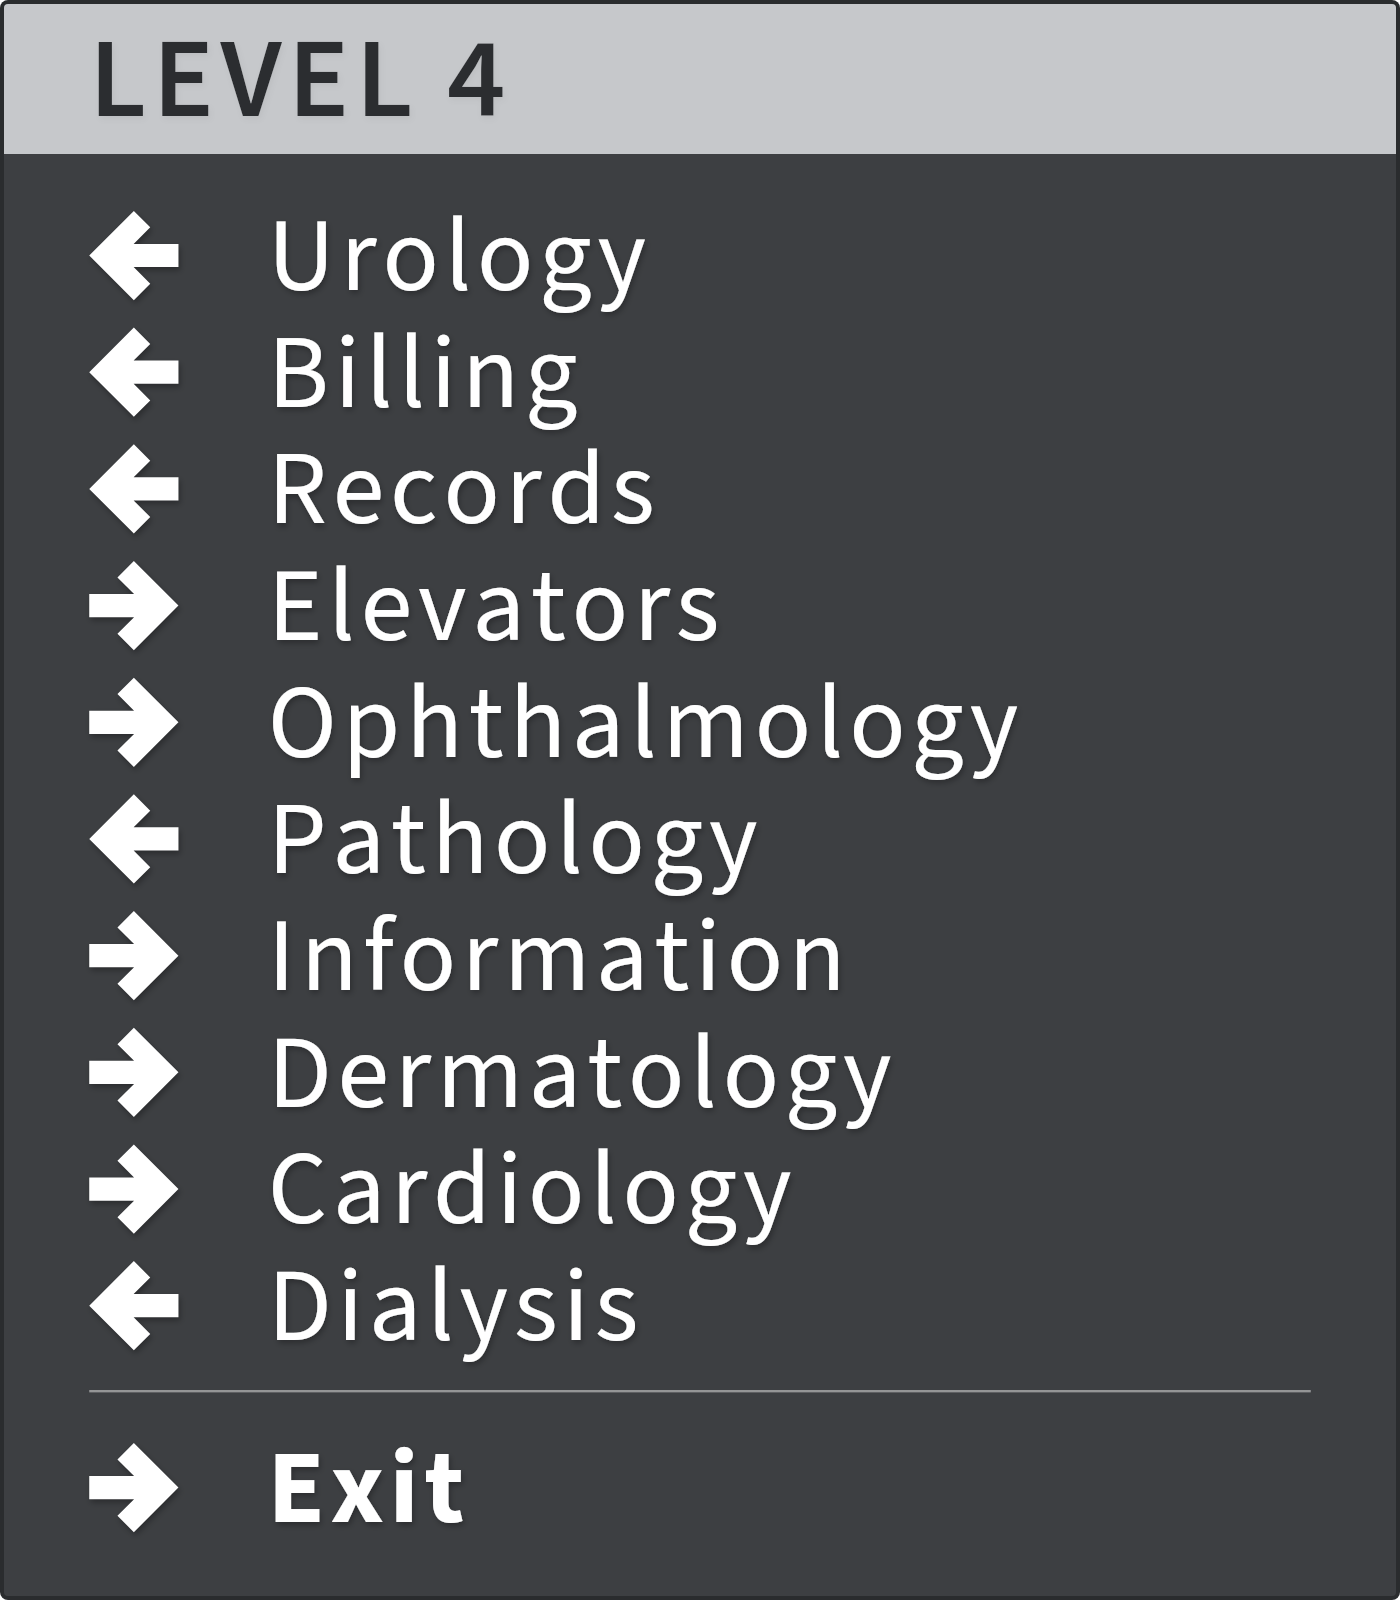 LEVEL 4
← Urology
← Billing
← Records
→ Elevators
→ Ophthalmology
← Pathology
→ Information
→ Dermatology
→ Cardiology
← Dialysis
→ Exit